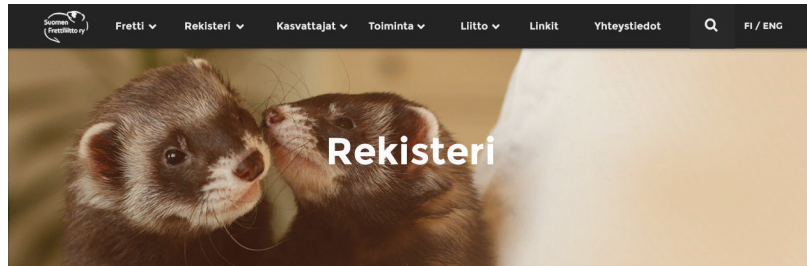 Suomen
Frettiliitto ry
Fretti
Rekisteri
Kasvattajat
Toiminta
Liitto
Linkit
Yhteystiedot
FI / ENG
Rekisteri